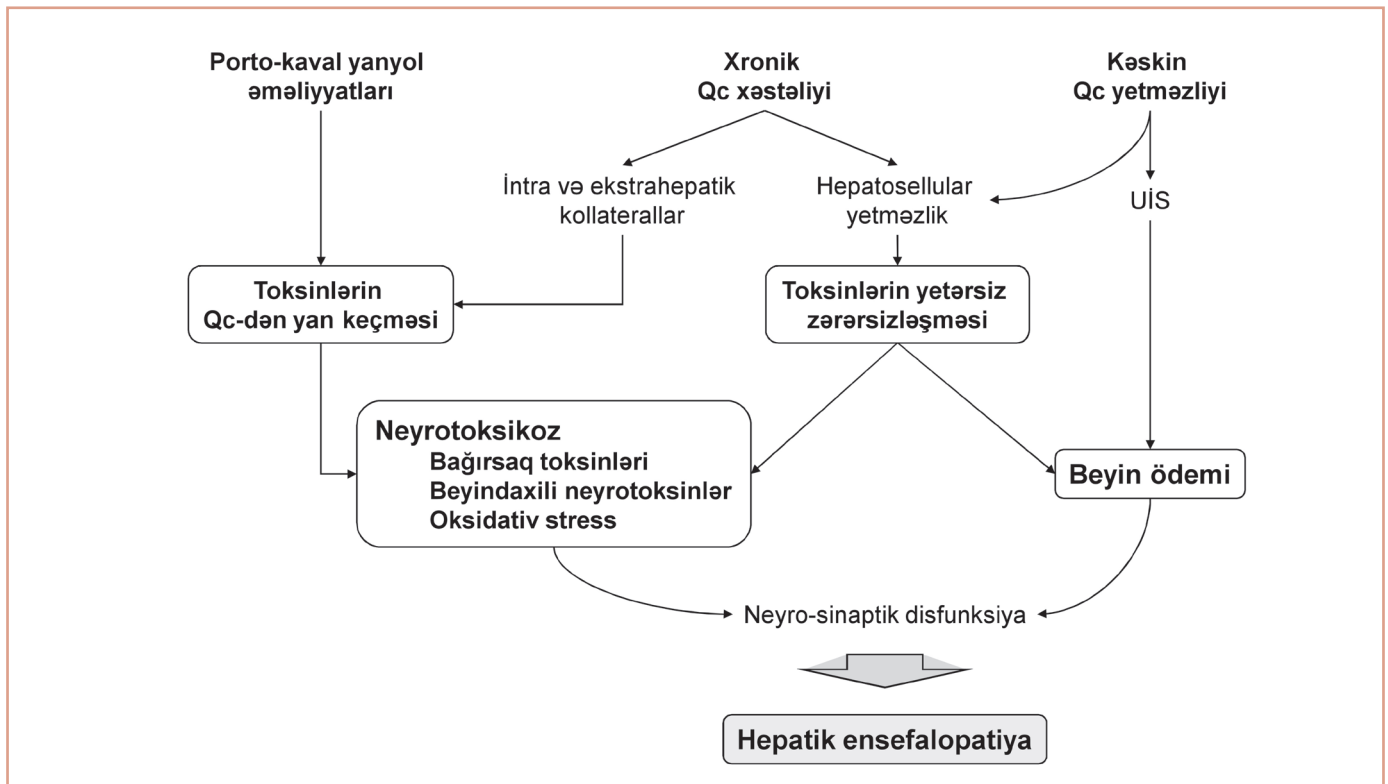 Porto-kaval yanyol
əməliyyatları
Xronik
Qc xəstəliyi
Kəskin
Qc yetməzliyi
İntra və ekstrahepatik
kollaterallar
Hepatosellular
yetməzlik
UİS
Toksinlərin
Qc-dən yan keçməsi
Toksinlərin yetərsiz
zərərsizləşməsi
Neyrotoksikoz
Bağırsaq toksinləri
Beyindaxili neyrotoksinlər
Oksidativ stress
Beyin ödemi
Neyro-sinaptik disfunksiya
Hepatik ensefalopatiya